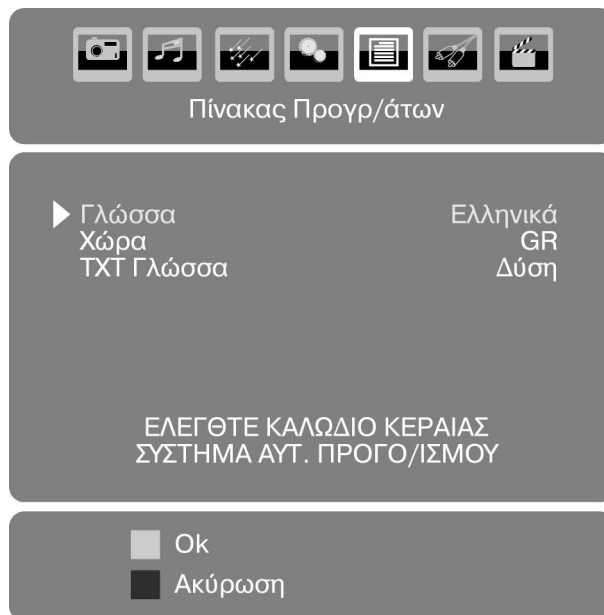 Πίνακας Προγρ/άτων
Γλώσσα Ελληνικά
Χώρα GR
TXT Γλώσσα Δύση
ΕΛΕΓΘΤΕ ΚΑΛΩΔΙΟ ΚΕΡΑΙΑΣ
ΣΥΣΤΗΜΑ ΑΥΤ. ΠΡΟΓΟ/ΙΣΜΟΥ
Ok
Ακύρωση